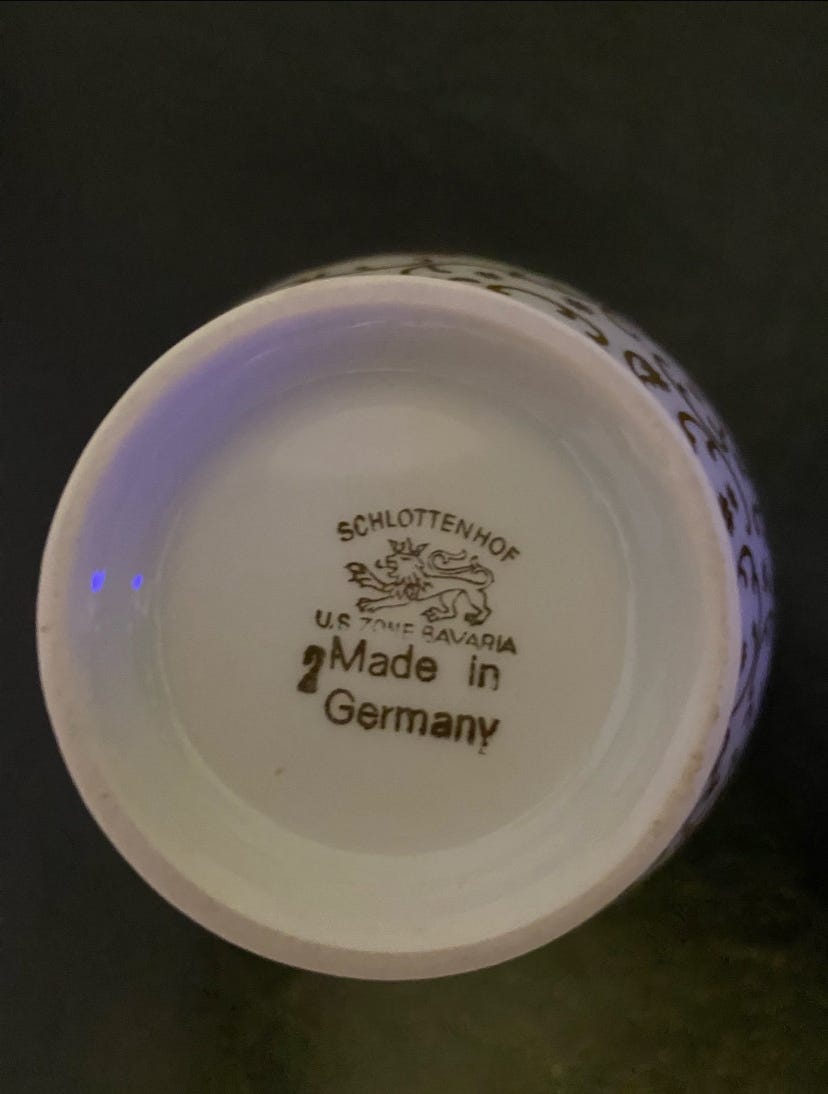 SCHLOTTENHOF
U.S ZONE BAVARIA
2 Made in
Germany